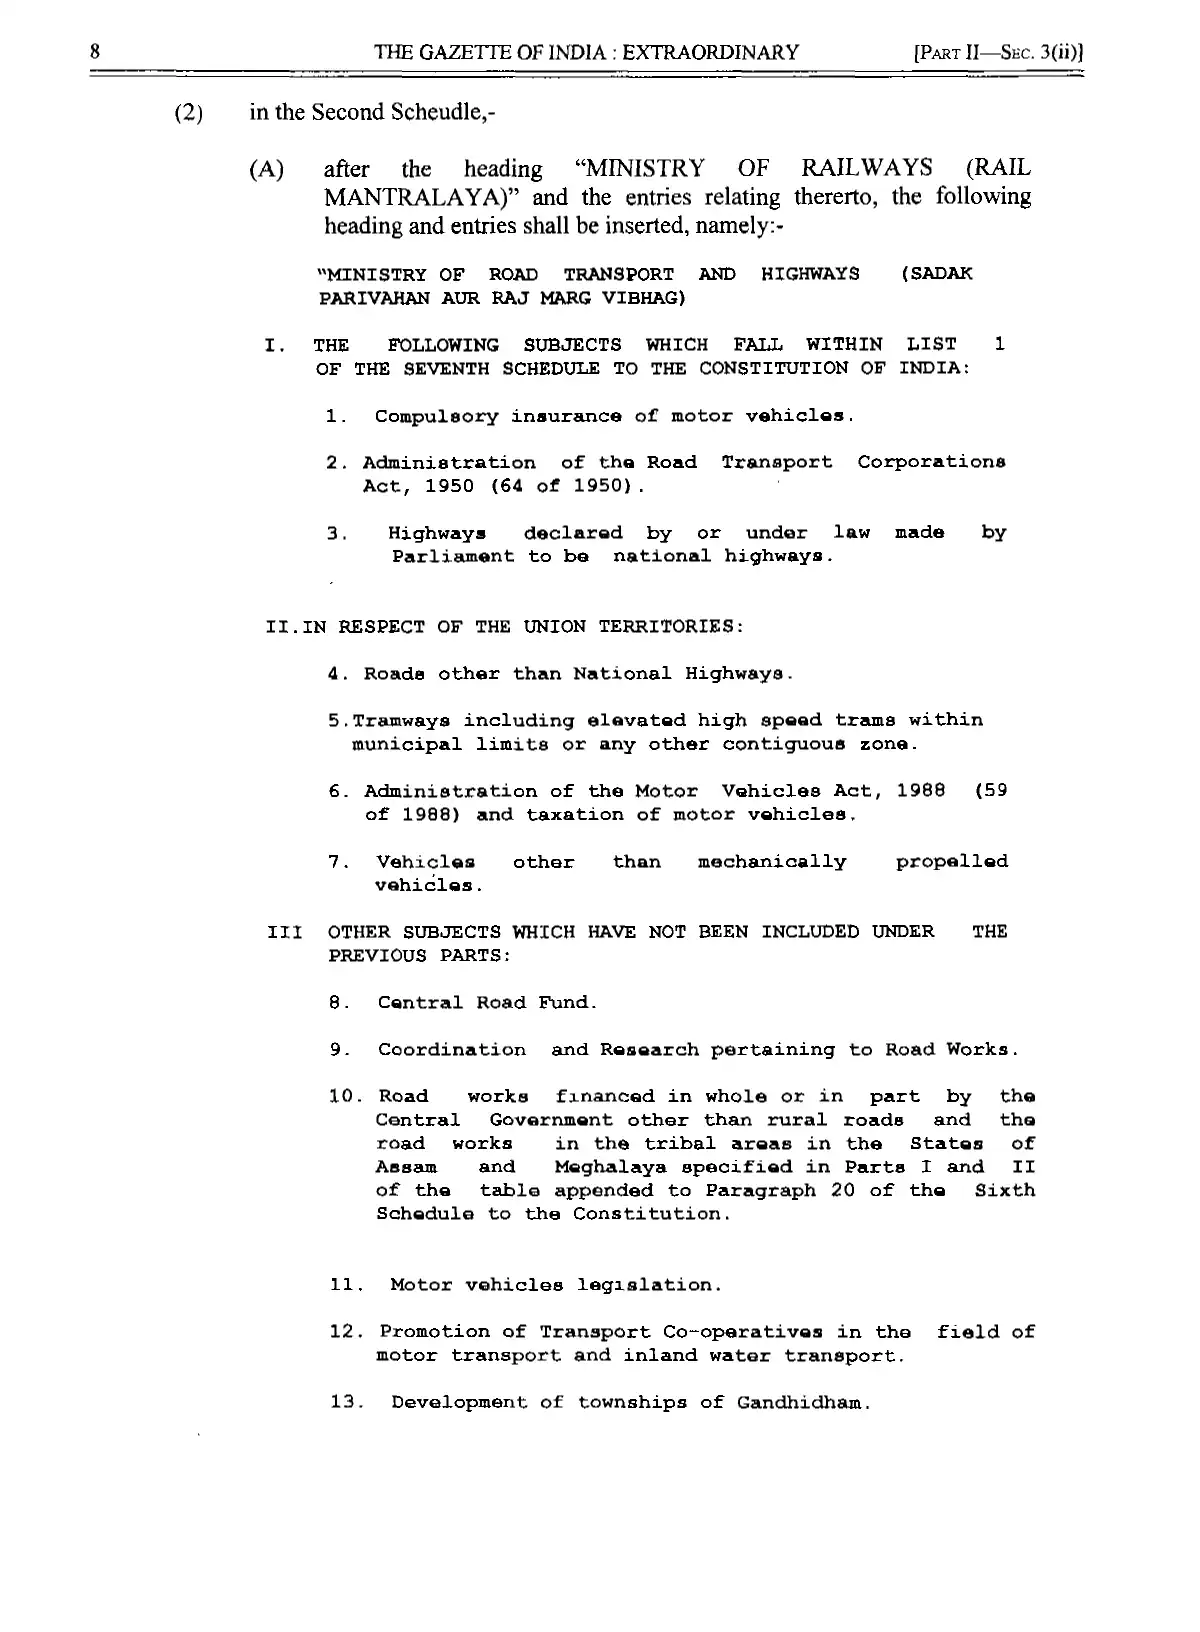 8 THE GAZETTE OF INDIA : EXTRAORDINARY [PART II—SEC. 3(ii)]
(2) in the Second Scheudle,-
(A) after the heading “MINISTRY OF RAILWAYS (RAIL
MANTRALAYA)” and the entries relating thererto, the following
heading and entries shall be inserted, namely:-
"MINISTRY OF ROAD TRANSPORT AND HIGHWAYS (SADAK
PARIVAHAN AUR RAJ MARG VIBHAG)
I. THE FOLLOWING SUBJECTS WHICH FALL WITHIN LIST 1
OF THE SEVENTH SCHEDULE TO THE CONSTITUTION OF INDIA:
1. Compulsory insurance of motor vehicles.
2. Administration of the Road Transport Corporations
Act, 1950 (64 of 1950).
3. Highways declared by or under law made by
Parliament to be national highways.
II.IN RESPECT OF THE UNION TERRITORIES:
4. Roads other than National Highways.
5.Tramways including elevated high speed trams within
municipal limits or any other contiguous zone.
6. Administration of the Motor Vehicles Act, 1988 (59
of 1988) and taxation of motor vehicles.
7. Vehicles other than mechanically propelled
vehicles.
III OTHER SUBJECTS WHICH HAVE NOT BEEN INCLUDED UNDER THE
PREVIOUS PARTS:
8. Central Road Fund.
9. Coordination and Research pertaining to Road Works.
10. Road works financed in whole or in part by the
Central Government other than rural roads and the
road works in the tribal areas in the States of
Assam and Meghalaya specified in Parts I and II
of the table appended to Paragraph 20 of the Sixth
Schedule to the Constitution.
11. Motor vehicles legislation.
12. Promotion of Transport Co-operatives in the field of
motor transport and inland water transport.
13. Development of townships of Gandhidham.